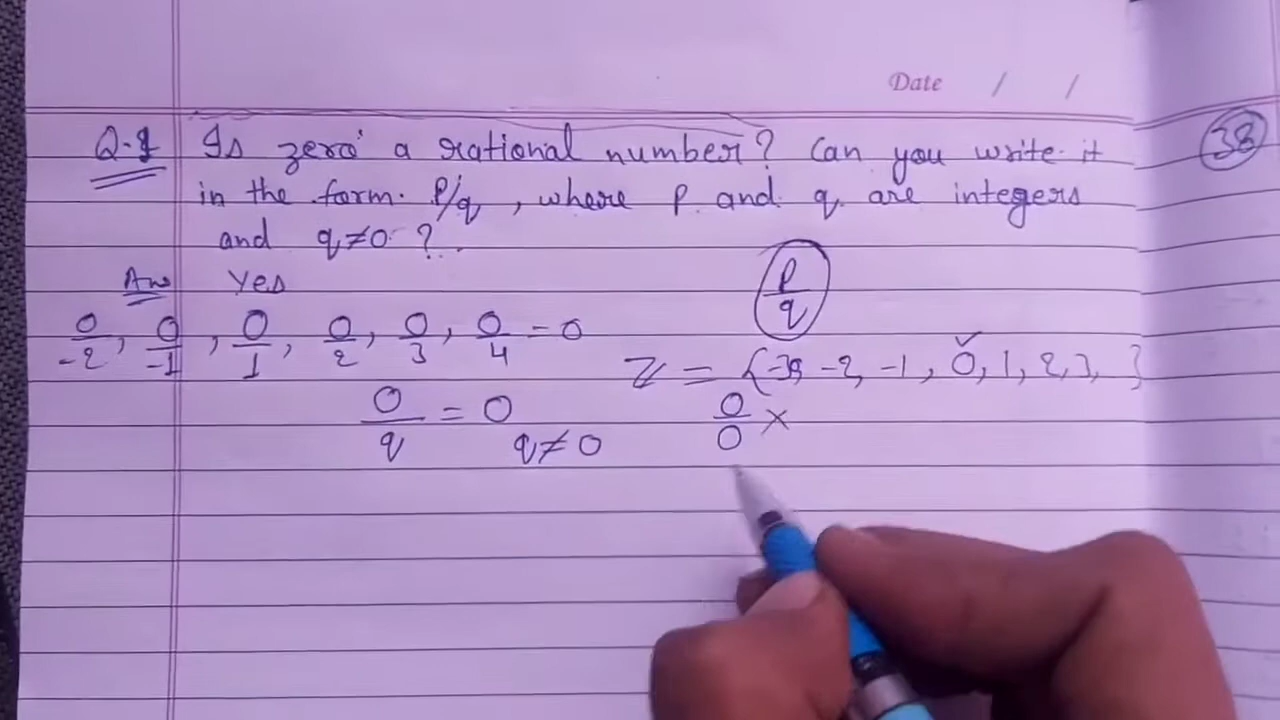 Date / /
38
Q-1 Is zero a rational number? Can you write it
in the form P/q, where p and q are integers
and q≠0 ?
Ans Yes
p/q
0/-2, 0/-1, 0/1, 0/2, 0/3, 0/4 = 0
Z = {-3, -2, -1, 0, 1, 2, 3, }
0/q = 0 q≠0
0/0 ×